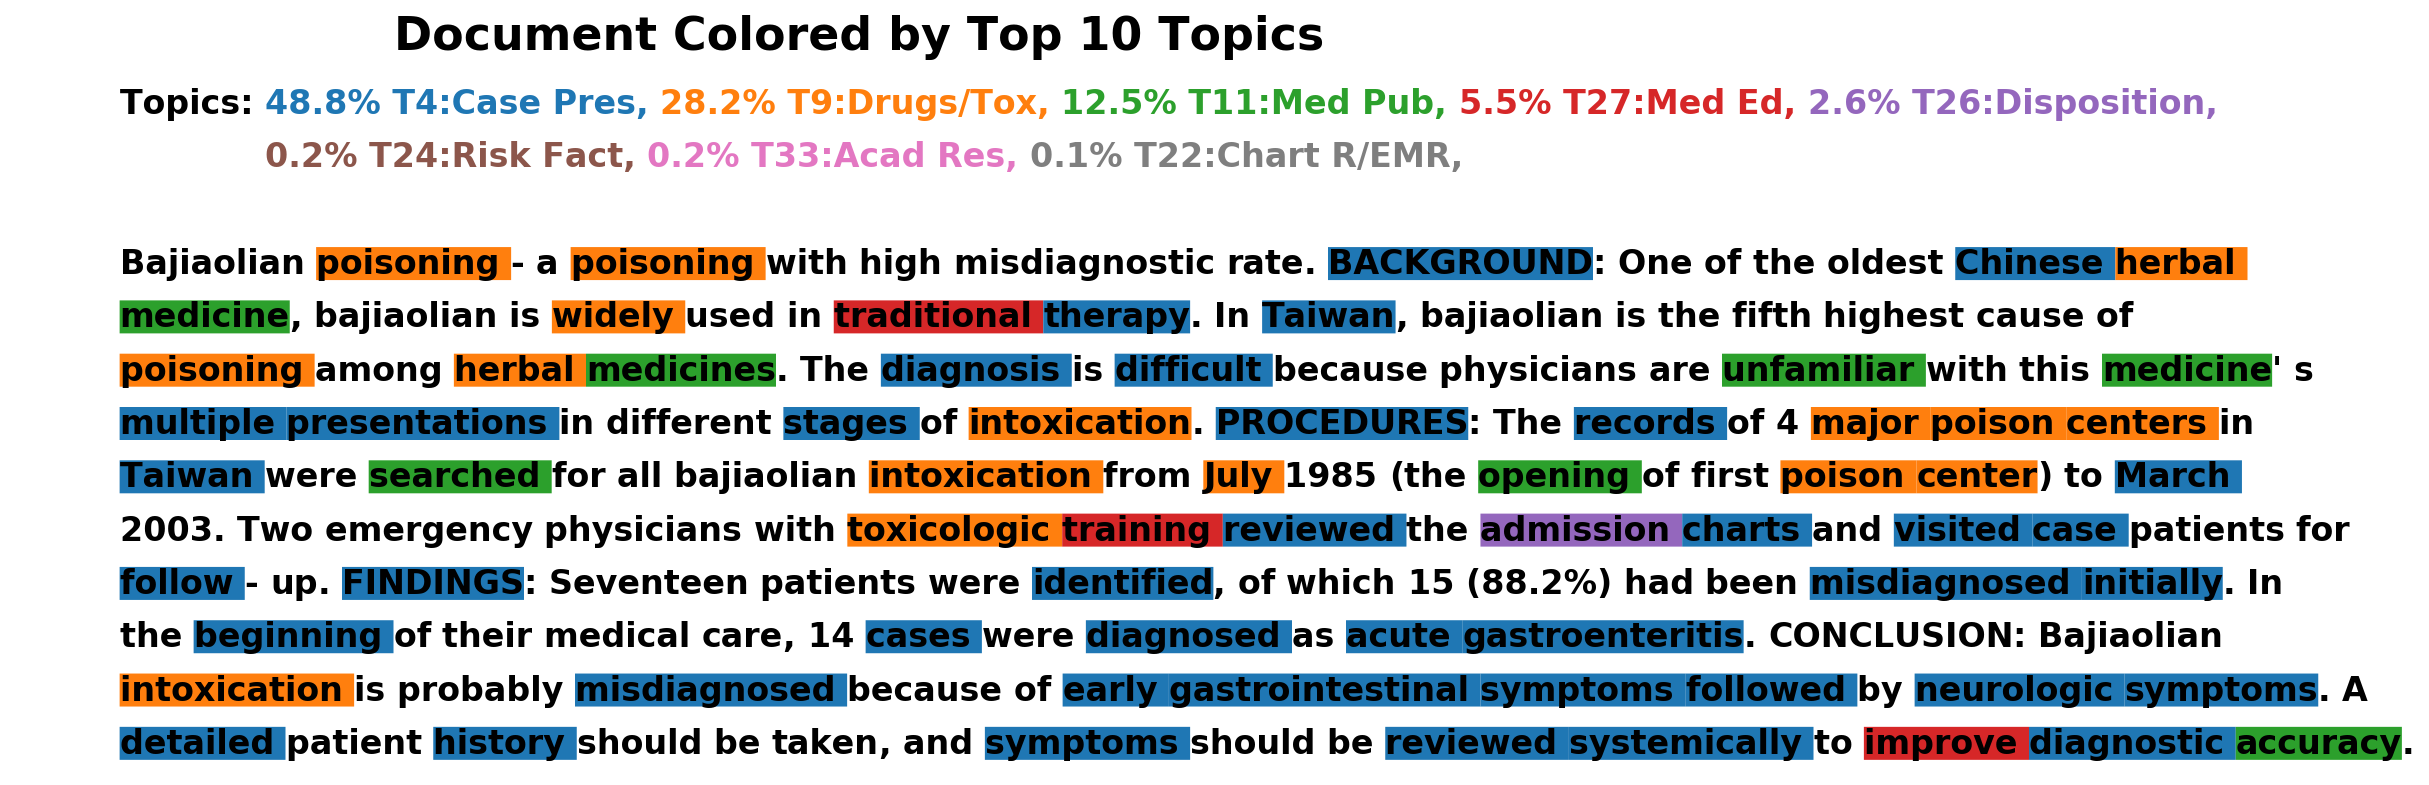 Document Colored by Top 10 Topics
Topics: 48.8% T4:Case Pres, 28.2% T9:Drugs/Tox, 12.5% T11:Med Pub, 5.5% T27:Med Ed, 2.6% T26:Disposition,
0.2% T24:Risk Fact, 0.2% T33:Acad Res, 0.1% T22:Chart R/EMR,
Bajiaolian poisoning - a poisoning with high misdiagnostic rate. BACKGROUND: One of the oldest Chinese herbal
medicine, bajiaolian is widely used in traditional therapy. In Taiwan, bajiaolian is the fifth highest cause of
poisoning among herbal medicines. The diagnosis is difficult because physicians are unfamiliar with this medicine' s
multiple presentations in different stages of intoxication. PROCEDURES: The records of 4 major poison centers in
Taiwan were searched for all bajiaolian intoxication from July 1985 (the opening of first poison center) to March
2003. Two emergency physicians with toxicologic training reviewed the admission charts and visited case patients for
follow - up. FINDINGS: Seventeen patients were identified, of which 15 (88.2%) had been misdiagnosed initially. In
the beginning of their medical care, 14 cases were diagnosed as acute gastroenteritis. CONCLUSION: Bajiaolian
intoxication is probably misdiagnosed because of early gastrointestinal symptoms followed by neurologic symptoms. A
detailed patient history should be taken, and symptoms should be reviewed systemically to improve diagnostic accuracy.